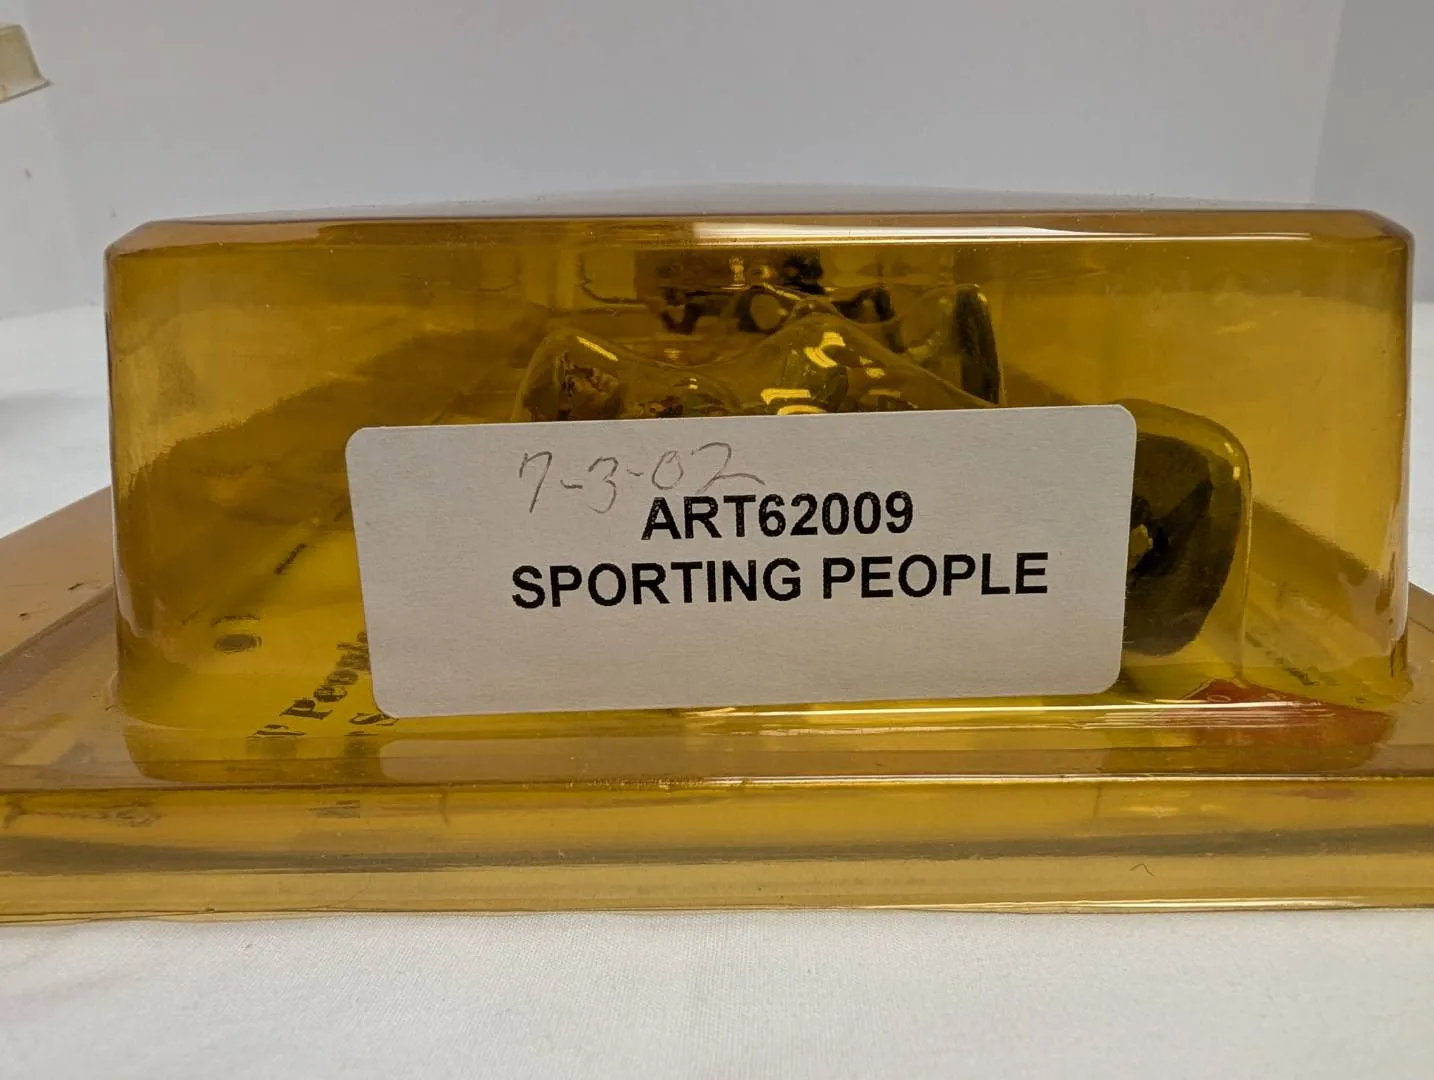 7-3-02
ART62009
SPORTING PEOPLE